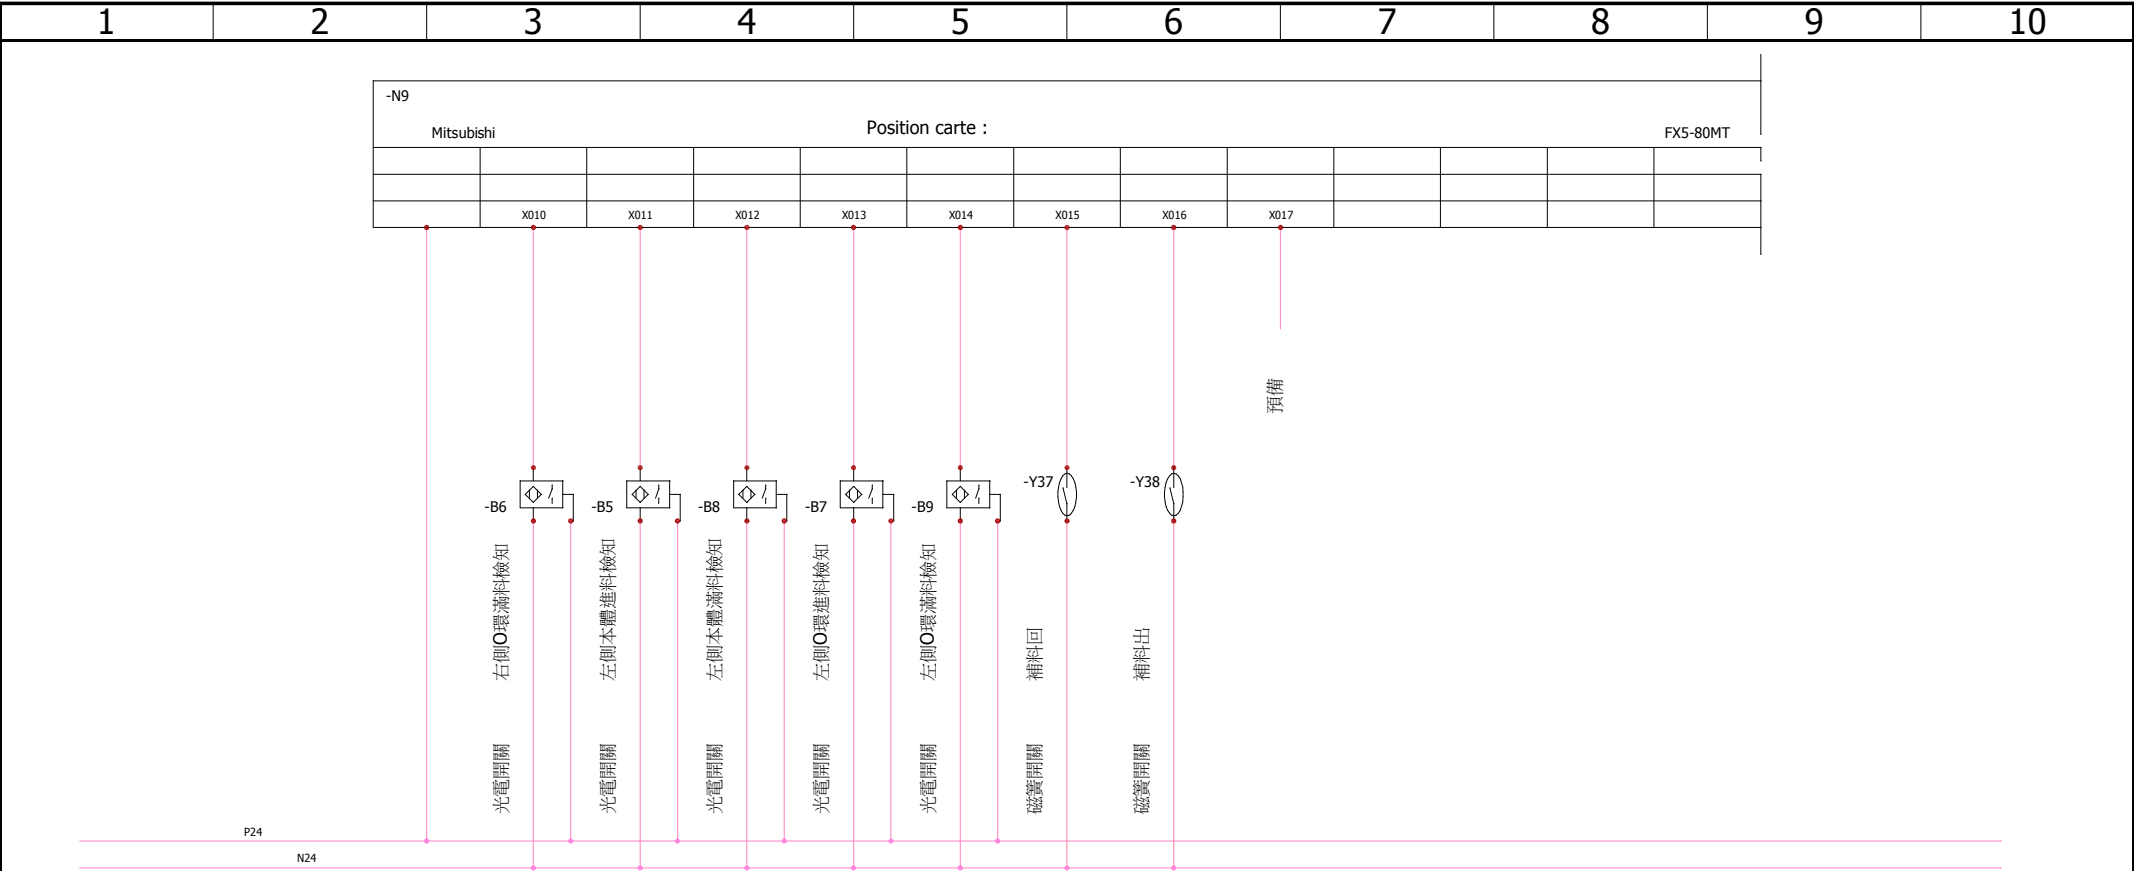 1 2 3 4 5 6 7 8 9 10
-N9
Mitsubishi Position carte : FX5-80MT
X010 X011 X012 X013 X014 X015 X016 X017
預備
-B6 -B5 -B8 -B7 -B9 -Y37 -Y38
右側O環滿料檢知
左側本體進料檢知
左側本體滿料檢知
左側O環進料檢知
左側O環滿料檢知
補料回
補料出
光電開關
光電開關
光電開關
光電開關
光電開關
磁簧開關
磁簧開關
P24
N24